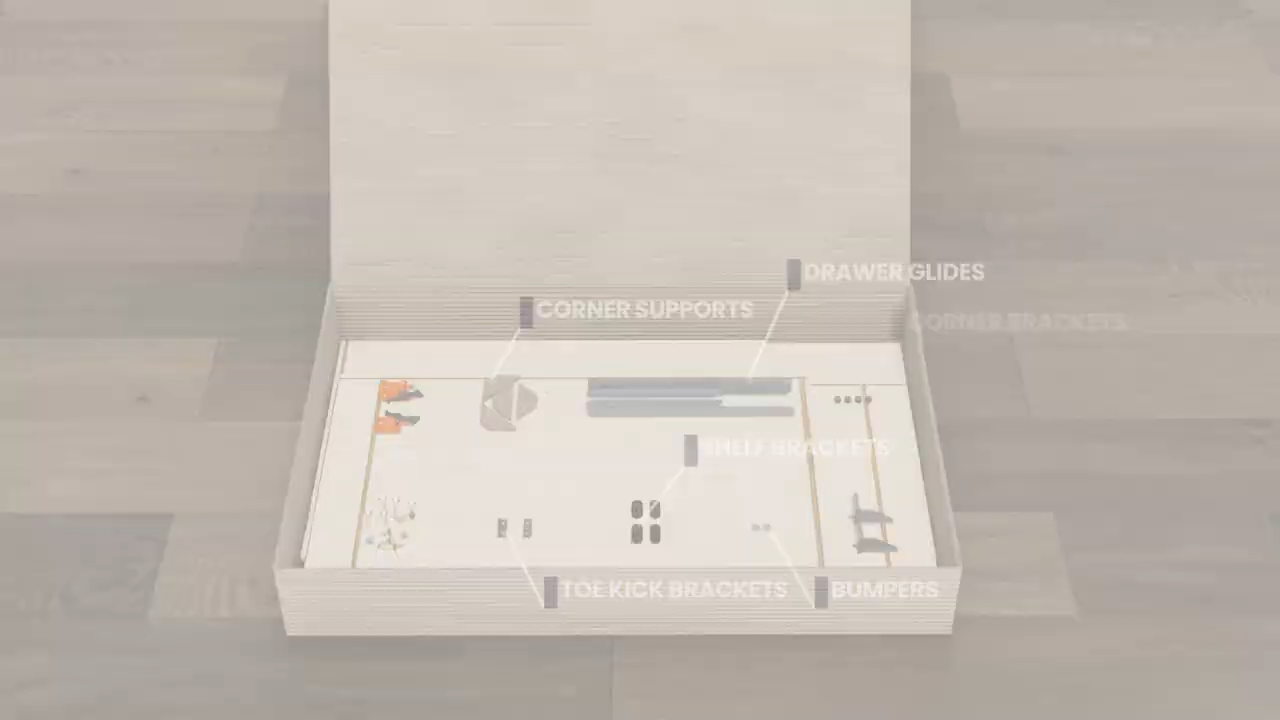 DRAWER GLIDES
CORNER SUPPORTS
CORNER BRACKETS
SHELF BRACKETS
TOE KICK BRACKETS
BUMPERS